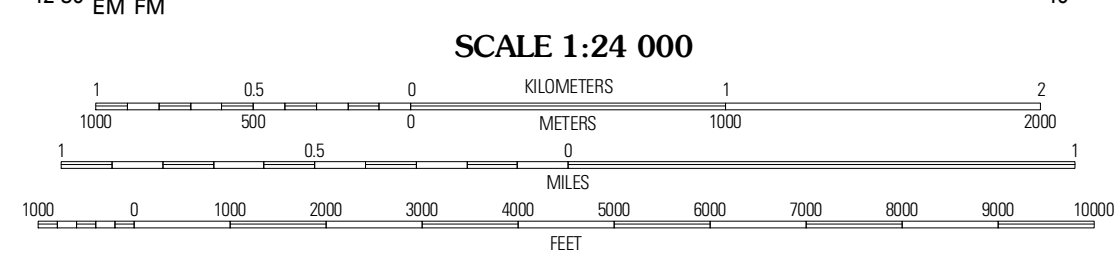 EM FM
SCALE 1:24 000
1 0.5 0 KILOMETERS 1 2
1000 500 0 METERS 1000 2000
1 0.5 0 1
MILES
1000 0 1000 2000 3000 4000 5000 6000 7000 8000 9000 10000
FEET